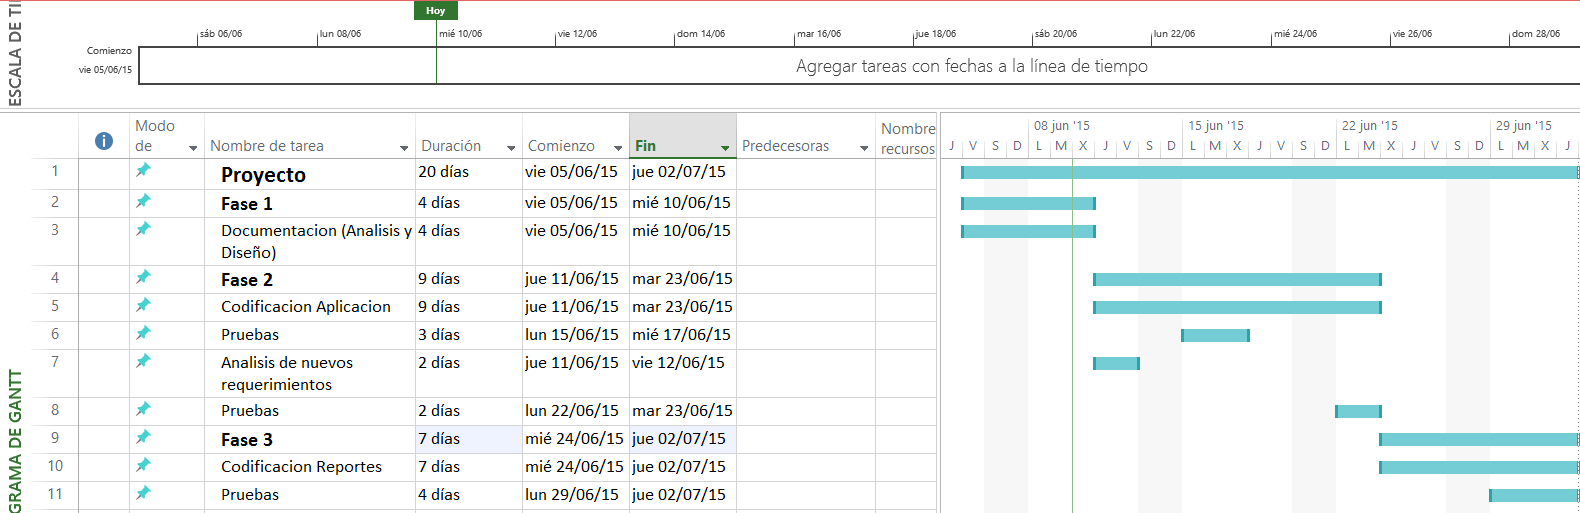 Hoy
sáb 06/06 lun 08/06 mié 10/06 vie 12/06 dom 14/06 mar 16/06 jue 18/06 sáb 20/06 lun 22/06 mié 24/06 vie 26/06 dom 28/06
Comienzo
vie 05/06/15
Agregar tareas con fechas a la línea de tiempo
ESCALA DE TI
Modo de Nombre de tarea Duración Comienzo Fin Predecesoras Nombre recursos
08 jun '15 15 jun '15 22 jun '15 29 jun '15
J V S D L M X J V S D L M X J V S D L M X J V S D L M X J
1 Proyecto 20 días vie 05/06/15 jue 02/07/15
2 Fase 1 4 días vie 05/06/15 mié 10/06/15
3 Documentacion (Analisis y Diseño) 4 días vie 05/06/15 mié 10/06/15
4 Fase 2 9 días jue 11/06/15 mar 23/06/15
5 Codificacion Aplicacion 9 días jue 11/06/15 mar 23/06/15
6 Pruebas 3 días lun 15/06/15 mié 17/06/15
7 Analisis de nuevos requerimientos 2 días jue 11/06/15 vie 12/06/15
8 Pruebas 2 días lun 22/06/15 mar 23/06/15
9 Fase 3 7 días mié 24/06/15 jue 02/07/15
10 Codificacion Reportes 7 días mié 24/06/15 jue 02/07/15
11 Pruebas 4 días lun 29/06/15 jue 02/07/15
GRAMA DE GANTT